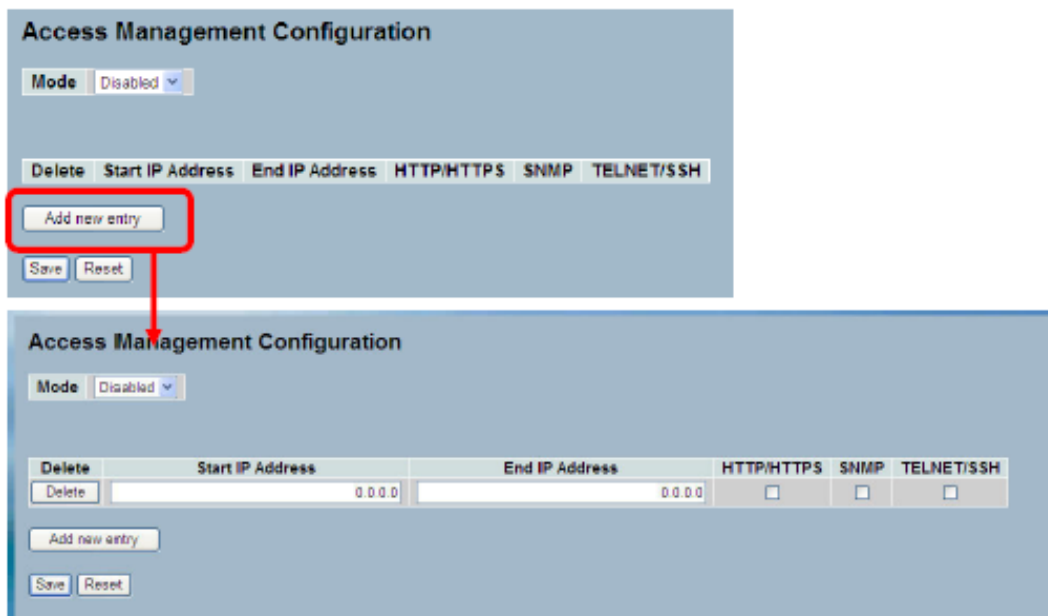 Access Management Configuration
Mode Disabled
Delete Start IP Address End IP Address HTTP/HTTPS SNMP TELNET/SSH
Add new entry
Save Reset
Access Management Configuration
Mode Disabled
Delete Start IP Address End IP Address HTTP/HTTPS SNMP TELNET/SSH
Delete 0.0.0.0 0.0.0.0
Add new entry
Save Reset